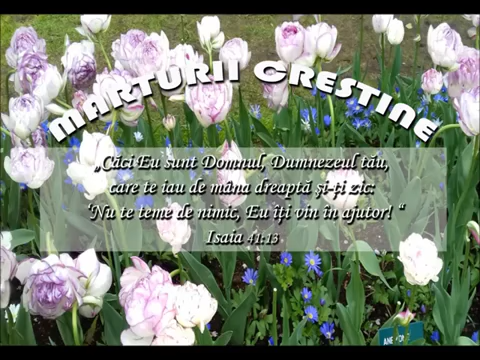 MARTURII CRESTINE
„Căci Eu sunt Domnul, Dumnezeul tău,
care te iau de mâna dreaptă și-ți zic:
‘Nu te teme de nimic, Eu îți vin în ajutor! “
Isaia 41:13